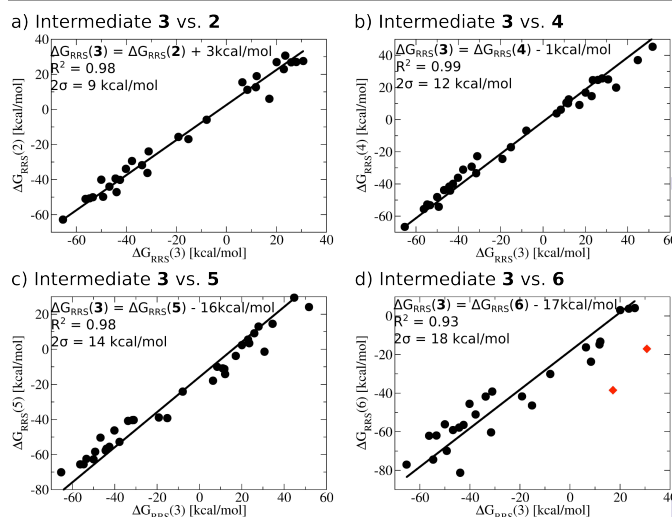 a) Intermediate 3 vs. 2
ΔG_RRS(3) = ΔG_RRS(2) + 3kcal/mol
R² = 0.98
2σ = 9 kcal/mol
40
20
0
-20
-40
-60
ΔG_RRS(2) [kcal/mol]
-60 -40 -20 0 20 40
ΔG_RRS(3) [kcal/mol]
b) Intermediate 3 vs. 4
ΔG_RRS(3) = ΔG_RRS(4) - 1kcal/mol
R² = 0.99
2σ = 12 kcal/mol
40
20
0
-20
-40
-60
ΔG_RRS(4) [kcal/mol]
-60 -40 -20 0 20 40 60
ΔG_RRS(3) [kcal/mol]
c) Intermediate 3 vs. 5
ΔG_RRS(3) = ΔG_RRS(5) - 16kcal/mol
R² = 0.98
2σ = 14 kcal/mol
20
0
-20
-40
-60
-80
ΔG_RRS(5) [kcal/mol]
-60 -40 -20 0 20 40 60
ΔG_RRS(3) [kcal/mol]
d) Intermediate 3 vs. 6
ΔG_RRS(3) = ΔG_RRS(6) - 17kcal/mol
R² = 0.93
2σ = 18 kcal/mol
0
-20
-40
-60
-80
ΔG_RRS(6) [kcal/mol]
-60 -40 -20 0 20 40 60
ΔG_RRS(3) [kcal/mol]